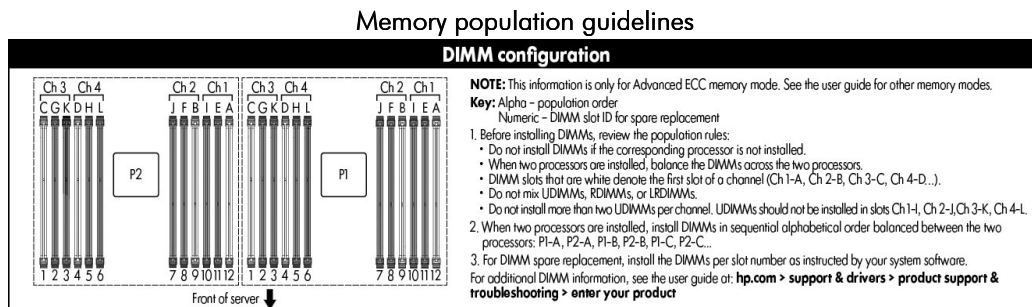 Memory population guidelines
DIMM configuration
Ch 3 Ch 4 Ch 2 Ch 1 Ch 3 Ch 4 Ch 2 Ch 1
C G K D H L J F B I E A C G K D H L J F B I E A
P2 P1
1 2 3 4 5 6 7 8 9 10 11 12 1 2 3 4 5 6 7 8 9 10 11 12
Front of server
NOTE: This information is only for Advanced ECC memory mode. See the user guide for other memory modes.
Key: Alpha – population order
Numeric – DIMM slot ID for spare replacement
1. Before installing DIMMs, review the population rules:
• Do not install DIMMs if the corresponding processor is not installed.
• When two processors are installed, balance the DIMMs across the two processors.
• DIMM slots that are white denote the first slot of a channel (Ch 1-A, Ch 2-B, Ch 3-C, Ch 4-D...).
• Do not mix UDIMMs, RDIMMs, or LRDIMMs.
• Do not install more than two UDIMMs per channel. UDIMMs should not be installed in slots Ch 1-I, Ch 2-J,Ch 3-K, Ch 4-L.
2. When two processors are installed, install DIMMs in sequential alphabetical order balanced between the two
processors: P1-A, P2-A, P1-B, P2-B, P1-C, P2-C...
3. For DIMM spare replacement, install the DIMMs per slot number as instructed by your system software.
For additional DIMM information, see the user guide at: hp.com > support & drivers > product support &
troubleshooting > enter your product